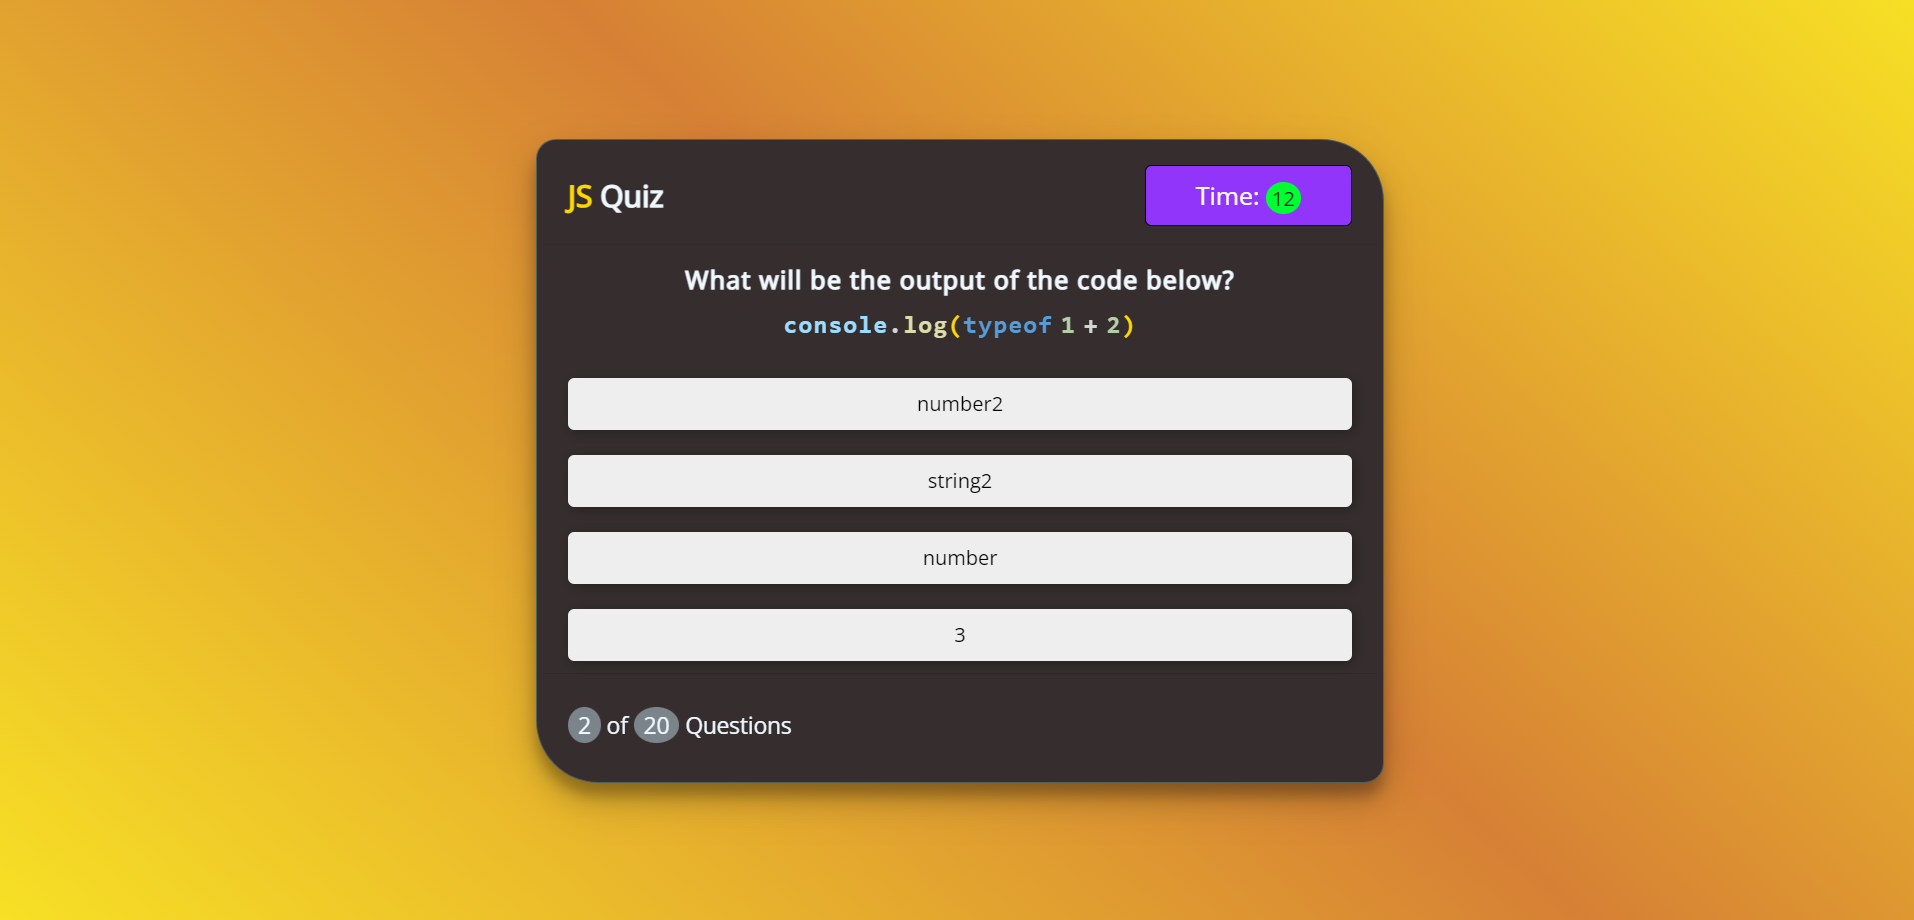 JS Quiz
Time: 12
What will be the output of the code below?
console.log(typeof 1 + 2)
number2
string2
number
3
2 of 20 Questions